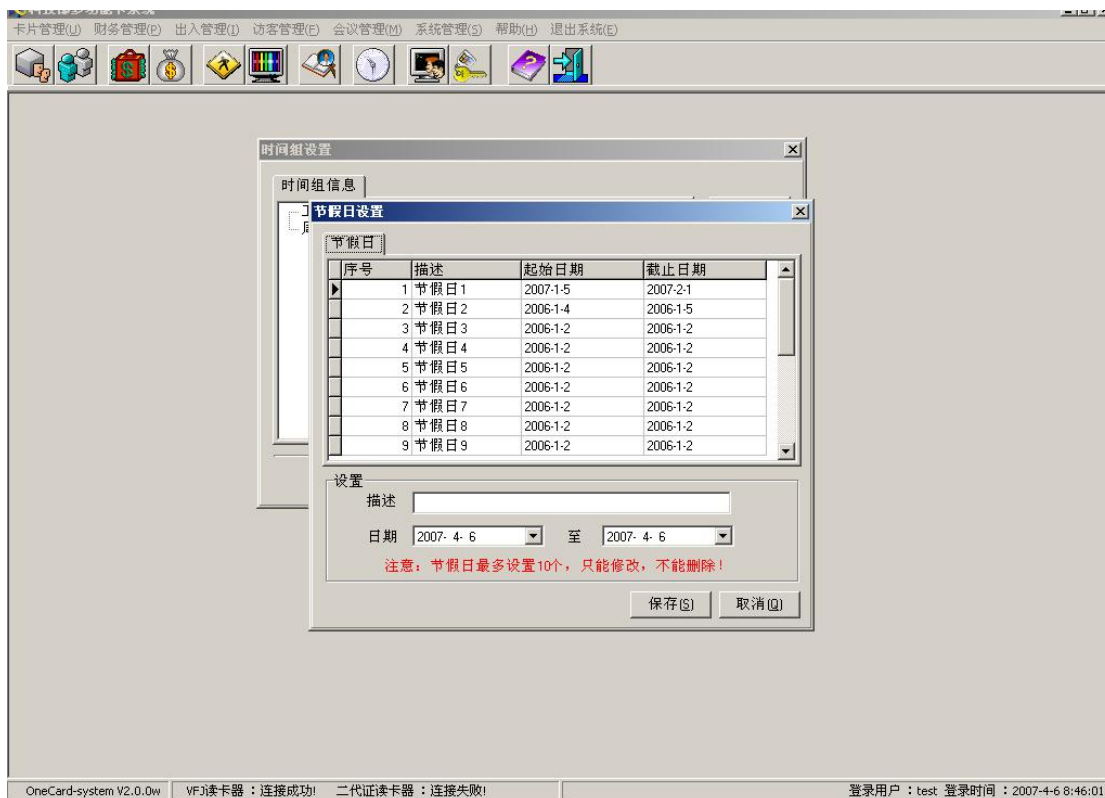 卡片管理(U) 财务管理(P) 出入管理(I) 访客管理(F) 会议管理(M) 系统管理(S) 帮助(H) 退出系统(E)
时间组设置
时间组信息
节假日设置
节假日
序号 描述 起始日期 截止日期
1 节假日1 2007-1-5 2007-2-1
2 节假日2 2006-1-4 2006-1-5
3 节假日3 2006-1-2 2006-1-2
4 节假日4 2006-1-2 2006-1-2
5 节假日5 2006-1-2 2006-1-2
6 节假日6 2006-1-2 2006-1-2
7 节假日7 2006-1-2 2006-1-2
8 节假日8 2006-1-2 2006-1-2
9 节假日9 2006-1-2 2006-1-2
设置
描述
日期 2007- 4- 6 至 2007- 4- 6
注意：节假日最多设置10个，只能修改，不能删除！
保存(S) 取消(Q)
OneCard-system V2.0.0w VFJ读卡器：连接成功! 二代证读卡器：连接失败! 登录用户：test 登录时间：2007-4-6 8:46:01